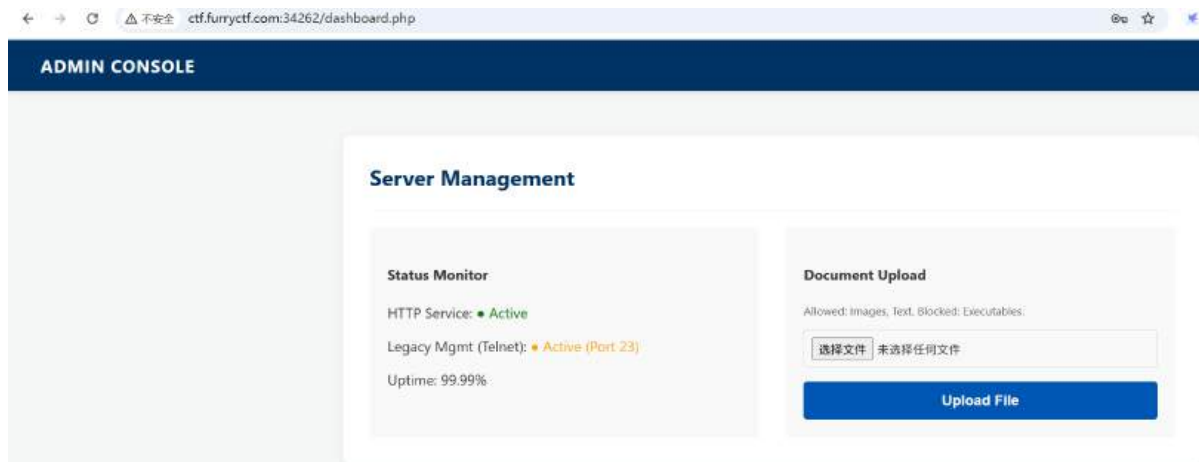 不安全 ctf.furryctf.com:34262/dashboard.php
ADMIN CONSOLE
Server Management
Status Monitor
HTTP Service: ● Active
Legacy Mgmt (Telnet): ● Active (Port 23)
Uptime: 99.99%
Document Upload
Allowed: Images, Text. Blocked: Executables.
选择文件 未选择任何文件
Upload File